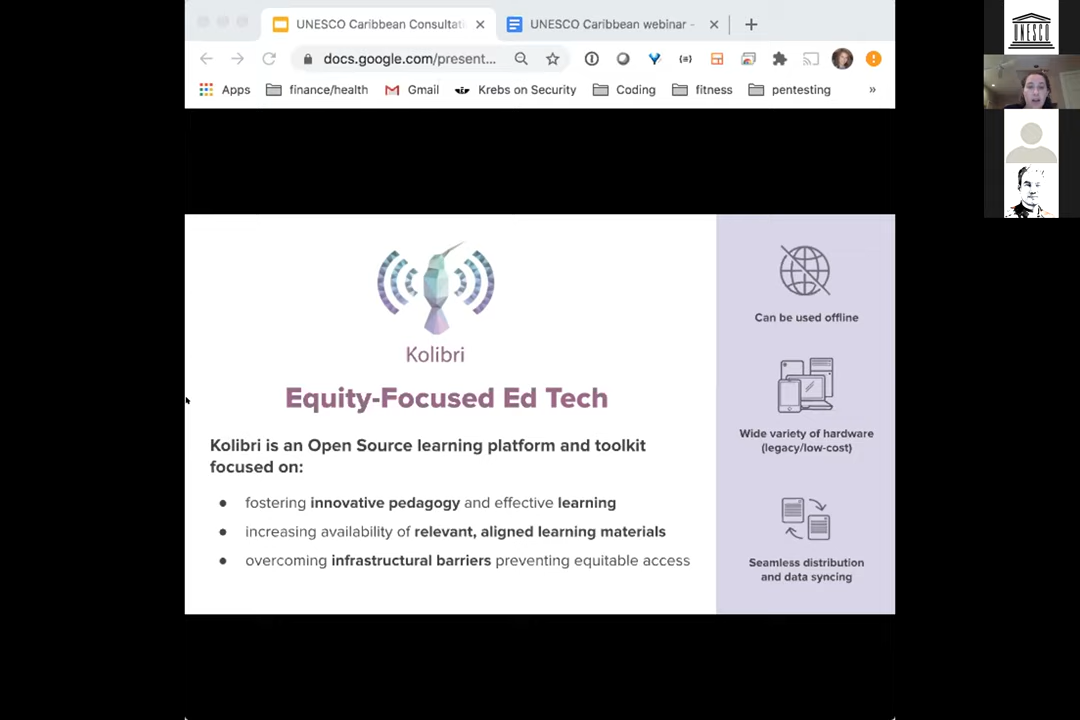 UNESCO Caribbean Consultati
UNESCO Caribbean webinar -
docs.google.com/present...
Apps
finance/health
Gmail
Krebs on Security
Coding
fitness
pentesting
»
UNESCO
Kolibri
Equity-Focused Ed Tech
Kolibri is an Open Source learning platform and toolkit
focused on:
● fostering innovative pedagogy and effective learning
● increasing availability of relevant, aligned learning materials
● overcoming infrastructural barriers preventing equitable access
Can be used offline
Wide variety of hardware
(legacy/low-cost)
Seamless distribution
and data syncing